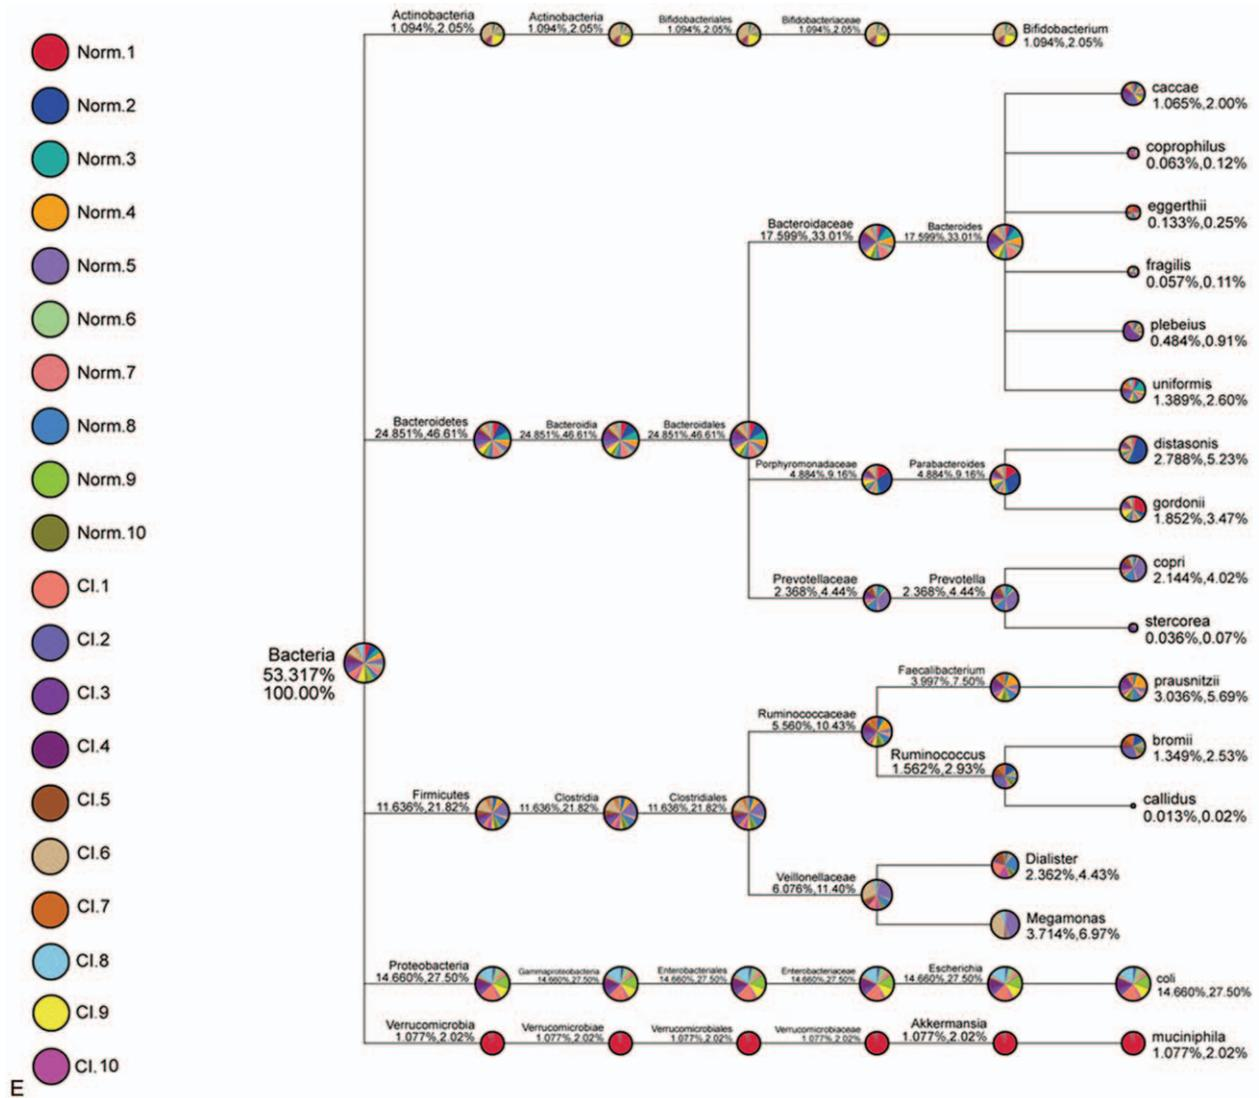 Norm.1
Norm.2
Norm.3
Norm.4
Norm.5
Norm.6
Norm.7
Norm.8
Norm.9
Norm.10
Cl.1
Cl.2
Cl.3
Cl.4
Cl.5
Cl.6
Cl.7
Cl.8
Cl.9
Cl.10
E
Bacteria
53.317%
100.00%
Actinobacteria
1.094%,2.05%
Actinobacteria
1.094%,2.05%
Bifidobacteriales
1.094%,2.05%
Bifidobacteriaceae
1.094%,2.05%
Bifidobacterium
1.094%,2.05%
Bacteroidetes
24.851%,46.61%
Bacteroidia
24.851%,46.61%
Bacteroidales
24.851%,46.61%
Bacteroidaceae
17.599%,33.01%
Bacteroides
17.599%,33.01%
caccae
1.065%,2.00%
coprophilus
0.063%,0.12%
eggerthii
0.133%,0.25%
fragilis
0.057%,0.11%
plebeius
0.484%,0.91%
uniformis
1.389%,2.60%
Porphyromonadaceae
4.884%,9.16%
Parabacteroides
4.884%,9.16%
distasonis
2.788%,5.23%
gordonii
1.852%,3.47%
Prevotellaceae
2.368%,4.44%
Prevotella
2.368%,4.44%
copri
2.144%,4.02%
stercorea
0.036%,0.07%
Firmicutes
11.636%,21.82%
Clostridia
11.636%,21.82%
Clostridiales
11.636%,21.82%
Ruminococcaceae
5.560%,10.43%
Faecalibacterium
3.997%,7.50%
prausnitzii
3.036%,5.69%
Ruminococcus
1.562%,2.93%
bromii
1.349%,2.53%
callidus
0.013%,0.02%
Veillonellaceae
6.076%,11.40%
Dialister
2.362%,4.43%
Megamonas
3.714%,6.97%
Proteobacteria
14.660%,27.50%
Gammaproteobacteria
14.660%,27.50%
Enterobacteriales
14.660%,27.50%
Enterobacteriaceae
14.660%,27.50%
Escherichia
14.660%,27.50%
coli
14.660%,27.50%
Verrucomicrobia
1.077%,2.02%
Verrucomicrobiae
1.077%,2.02%
Verrucomicrobiales
1.077%,2.02%
Verrucomicrobiaceae
1.077%,2.02%
Akkermansia
1.077%,2.02%
muciniphila
1.077%,2.02%